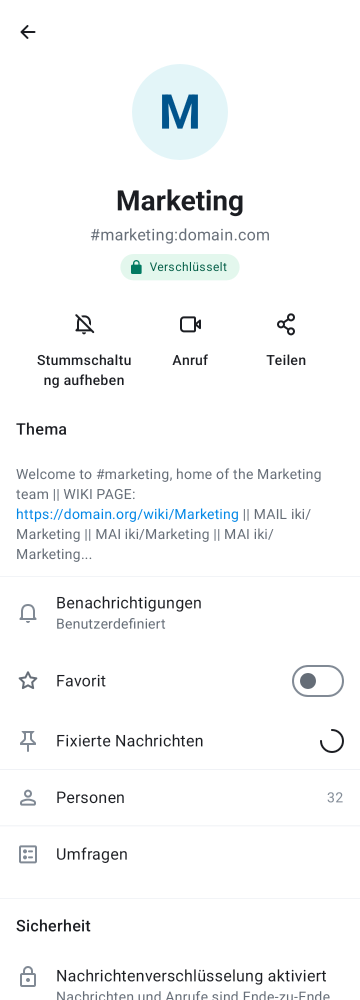 M
Marketing
#marketing:domain.com
Verschlüsselt
Stummschaltu
ng aufheben
Anruf
Teilen
Thema
Welcome to #marketing, home of the Marketing
team || WIKI PAGE:
https://domain.org/wiki/Marketing || MAIL iki/
Marketing || MAI iki/Marketing || MAI iki/
Marketing...
Benachrichtigungen
Benutzerdefiniert
Favorit
Fixierte Nachrichten
Personen
32
Umfragen
Sicherheit
Nachrichtenverschlüsselung aktiviert
Nachrichten und Anrufe sind Ende-zu-Ende